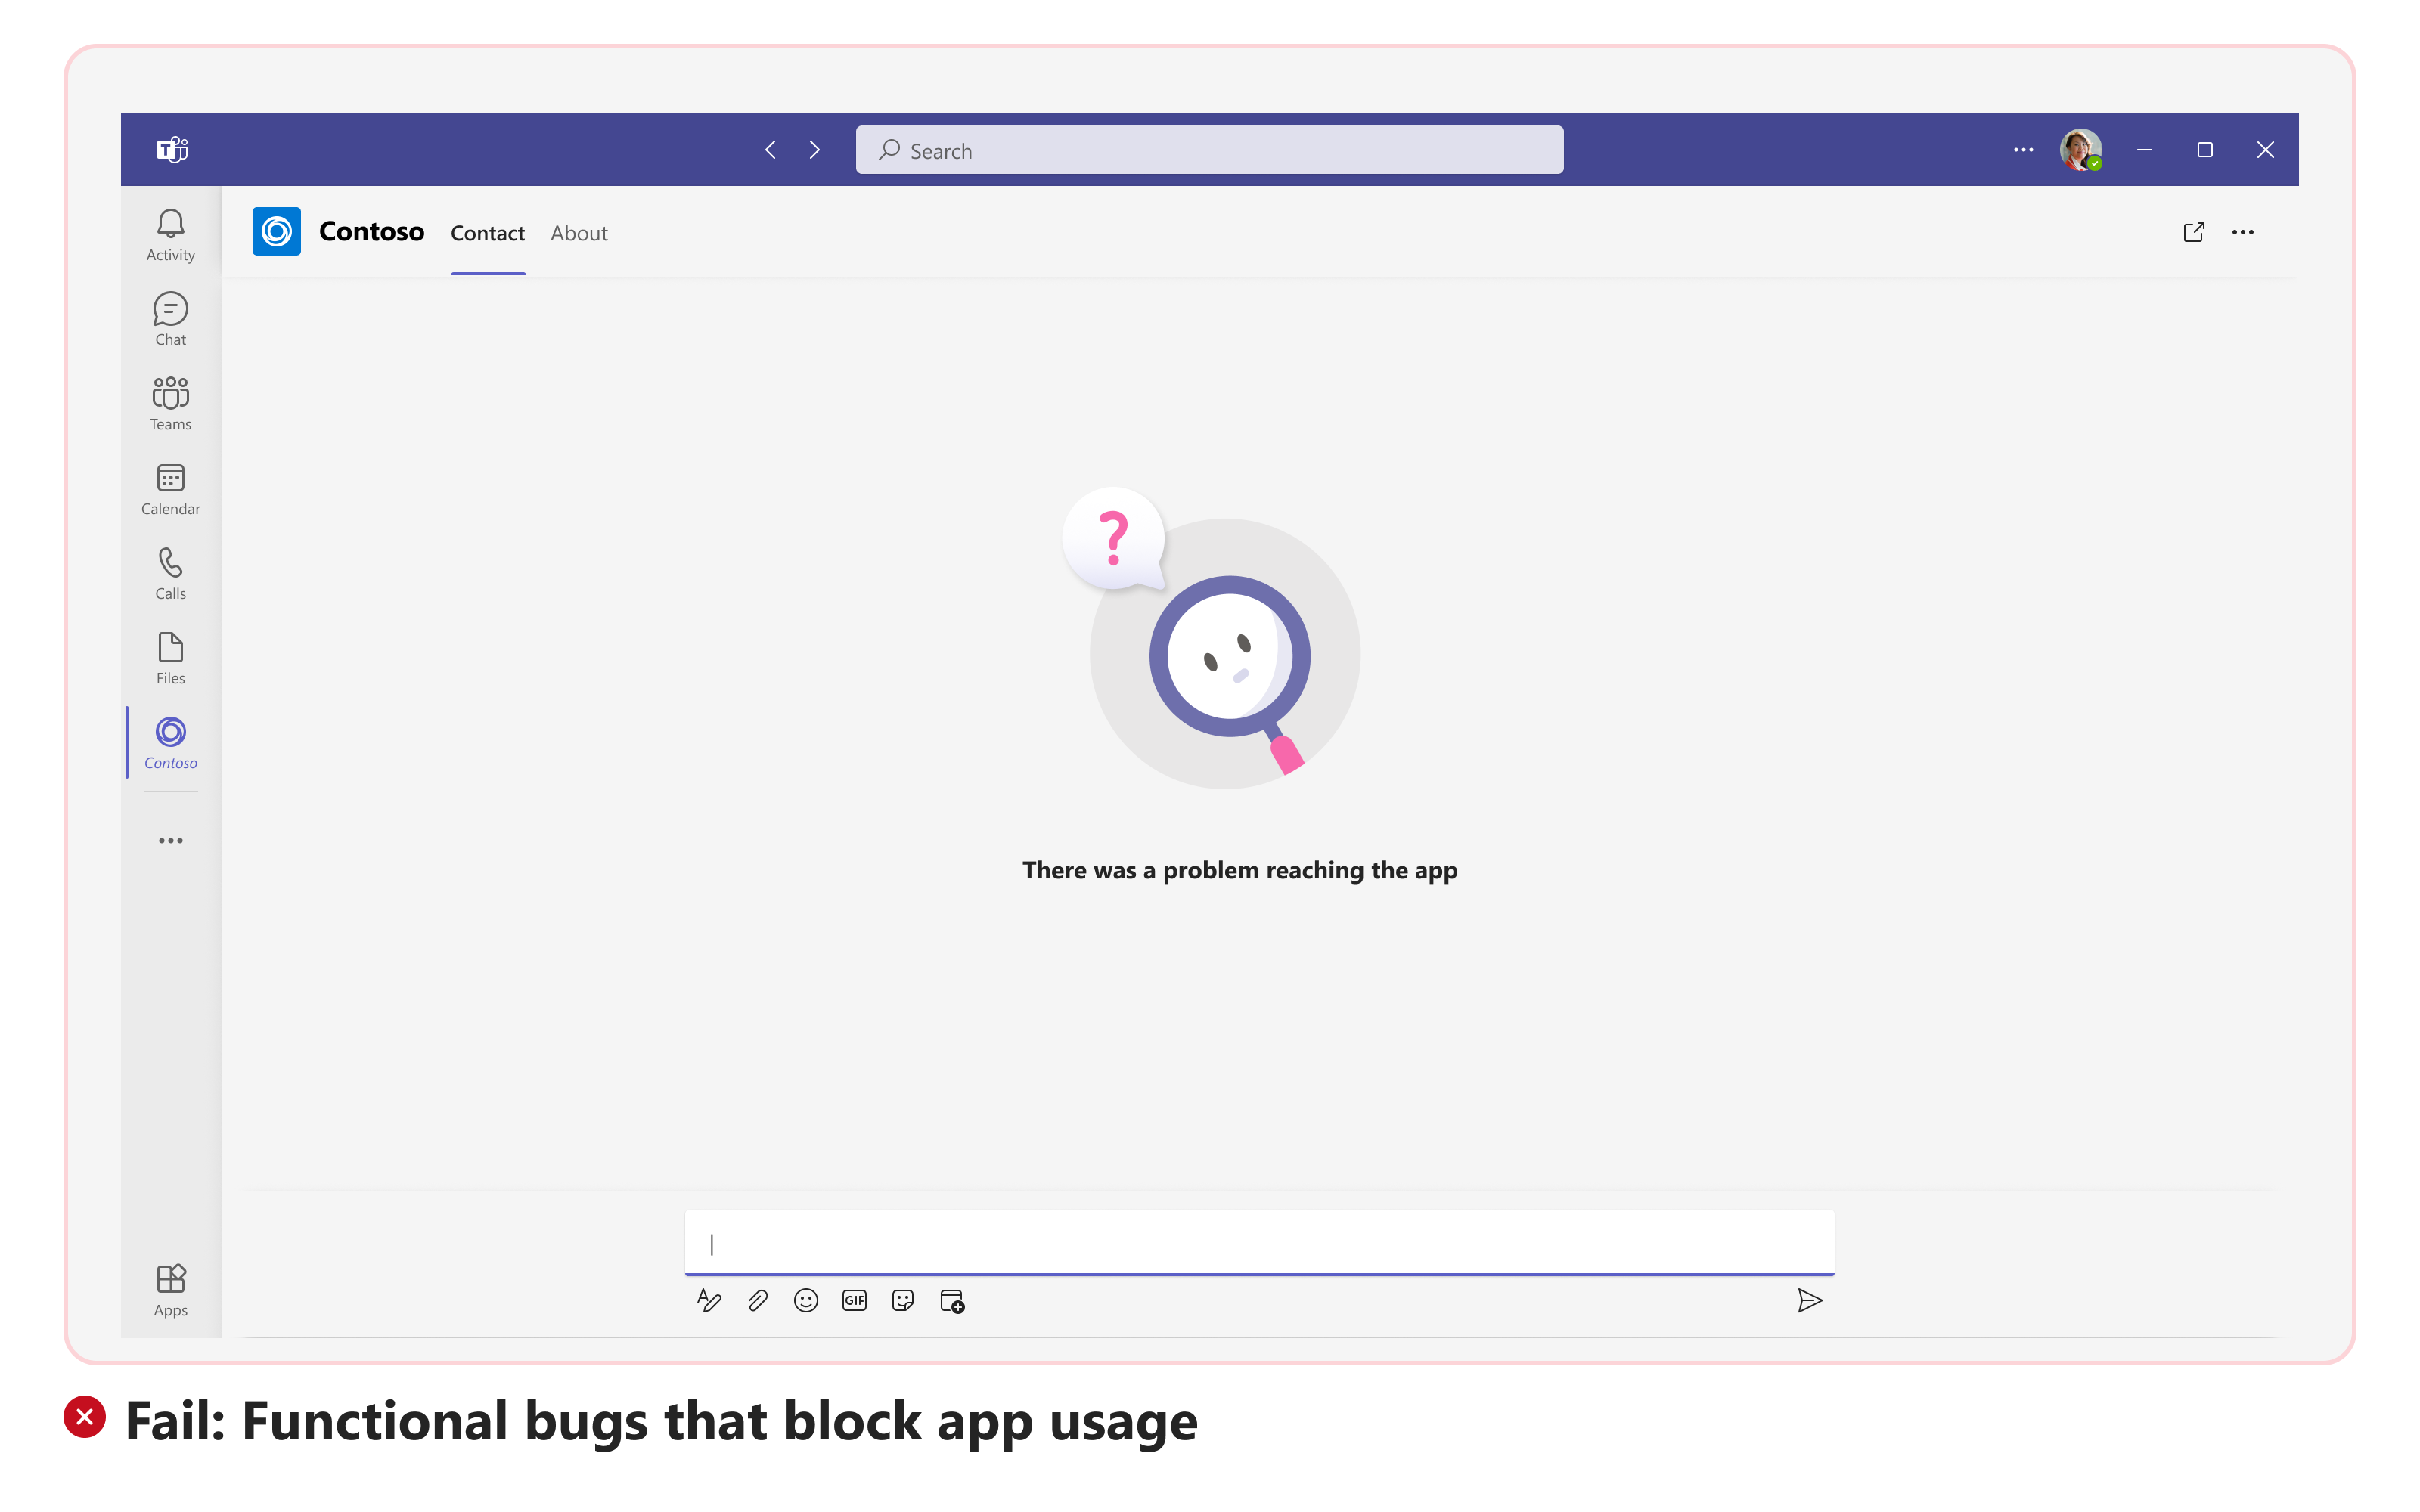 Search
Contoso Contact About
Activity
Chat
Teams
Calendar
Calls
Files
Contoso
?
There was a problem reaching the app
GIF
Apps
Fail: Functional bugs that block app usage